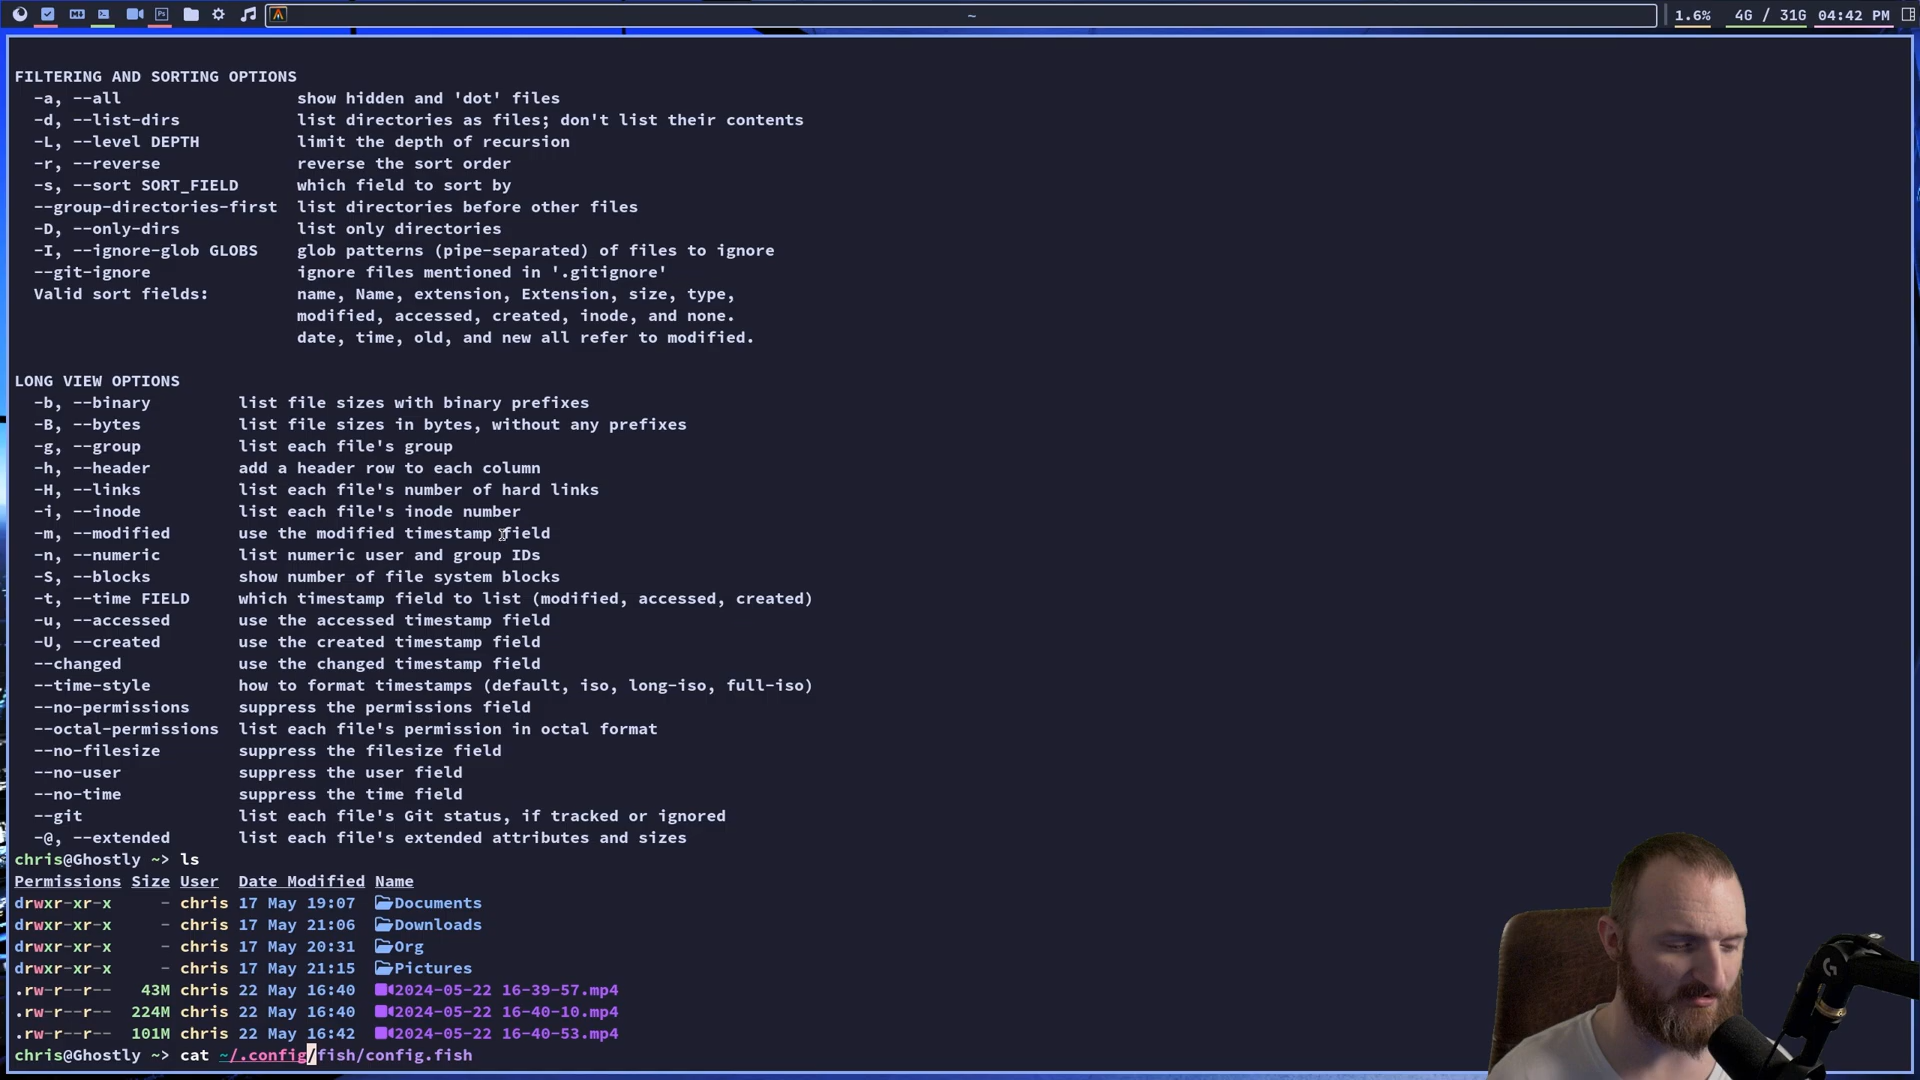 ~
1.6% 4G / 31G 04:42 PM
FILTERING AND SORTING OPTIONS
-a, --all show hidden and 'dot' files
-d, --list-dirs list directories as files; don't list their contents
-L, --level DEPTH limit the depth of recursion
-r, --reverse reverse the sort order
-s, --sort SORT_FIELD which field to sort by
--group-directories-first list directories before other files
-D, --only-dirs list only directories
-I, --ignore-glob GLOBS glob patterns (pipe-separated) of files to ignore
--git-ignore ignore files mentioned in '.gitignore'
Valid sort fields: name, Name, extension, Extension, size, type,
modified, accessed, created, inode, and none.
date, time, old, and new all refer to modified.
LONG VIEW OPTIONS
-b, --binary list file sizes with binary prefixes
-B, --bytes list file sizes in bytes, without any prefixes
-g, --group list each file's group
-h, --header add a header row to each column
-H, --links list each file's number of hard links
-i, --inode list each file's inode number
-m, --modified use the modified timestamp field
-n, --numeric list numeric user and group IDs
-S, --blocks show number of file system blocks
-t, --time FIELD which timestamp field to list (modified, accessed, created)
-u, --accessed use the accessed timestamp field
-U, --created use the created timestamp field
--changed use the changed timestamp field
--time-style how to format timestamps (default, iso, long-iso, full-iso)
--no-permissions suppress the permissions field
--octal-permissions list each file's permission in octal format
--no-filesize suppress the filesize field
--no-user suppress the user field
--no-time suppress the time field
--git list each file's Git status, if tracked or ignored
-@, --extended list each file's extended attributes and sizes
chris@Ghostly ~> ls
Permissions Size User Date Modified Name
drwxr-xr-x - chris 17 May 19:07 Documents
drwxr-xr-x - chris 17 May 21:06 Downloads
drwxr-xr-x - chris 17 May 20:31 Org
drwxr-xr-x - chris 17 May 21:15 Pictures
.rw-r--r-- 43M chris 22 May 16:40 2024-05-22 16-39-57.mp4
.rw-r--r-- 224M chris 22 May 16:40 2024-05-22 16-40-10.mp4
.rw-r--r-- 101M chris 22 May 16:42 2024-05-22 16-40-53.mp4
chris@Ghostly ~> cat ~/.config/fish/config.fish